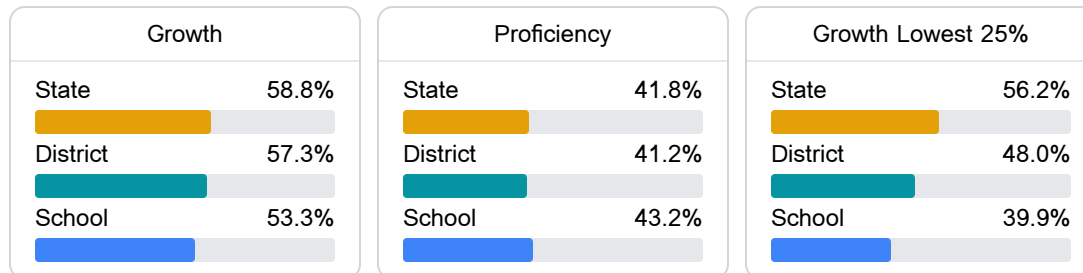 Growth
State 58.8%
District 57.3%
School 53.3%
Proficiency
State 41.8%
District 41.2%
School 43.2%
Growth Lowest 25%
State 56.2%
District 48.0%
School 39.9%